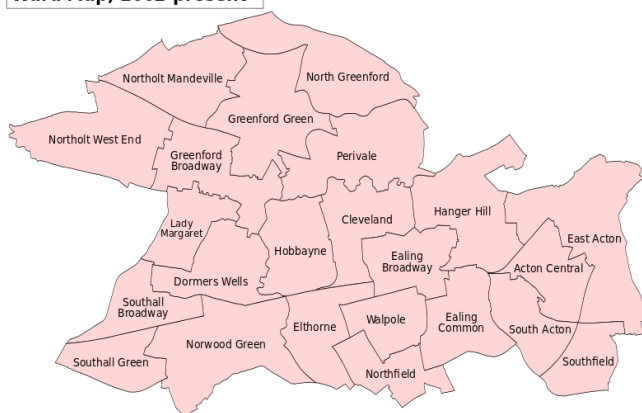 Ward Map, 2002-present
Northolt Mandeville
North Greenford
Greenford Green
Northolt West End
Greenford
Broadway
Perivale
Lady
Margaret
Cleveland
Hanger Hill
Hobbayne
Ealing
Broadway
East Acton
Acton Central
Dormers Wells
Southall
Broadway
Elthorne
Walpole
Ealing
Common
South Acton
Norwood Green
Southall Green
Northfield
Southfield